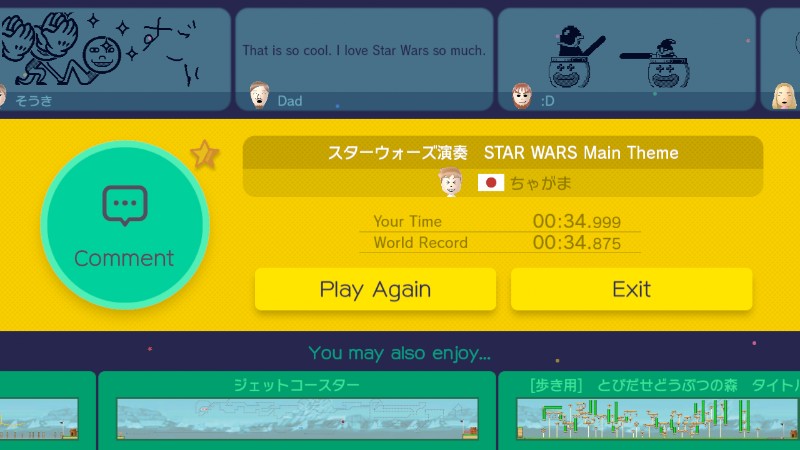 そうき
That is so cool. I love Star Wars so much.
Dad
:D
スターウォーズ演奏　STAR WARS Main Theme
ちゃがま
Comment
Your Time 00:34.999
World Record 00:34.875
Play Again
Exit
You may also enjoy...
ジェットコースター
[歩き用]　とびだせどうぶつの森　タイトル